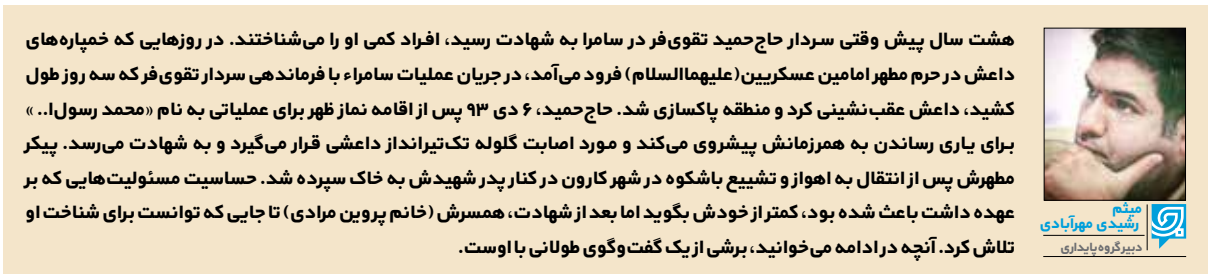 هشت سال پیش وقتی سردار حاج‌حمید تقوی‌فر در سامرا به شهادت رسید، افراد کمی او را می‌شناختند. در روزهایی که خمپاره‌های
داعش در حرم مطهر امامین عسکریین(علیهماالسلام) فرود می‌آمد، در جریان عملیات سامراء با فرماندهی سردار تقوی‌فر که سه روز طول
کشید، داعش عقب‌نشینی کرد و منطقه پاکسازی شد. حاج‌حمید، ۶ دی ۹۳ پس از اقامه نماز ظهر برای عملیاتی به نام «محمد رسول‌ا.. »
برای یاری رساندن به همرزمانش پیشروی می‌کند و مورد اصابت گلوله تک‌تیرانداز داعشی قرار می‌گیرد و به شهادت می‌رسد. پیکر
مطهرش پس از انتقال به اهواز و تشییع باشکوه در شهر کارون در کنار پدر شهیدش به خاک سپرده شد. حساسیت مسئولیت‌هایی که بر
عهده داشت باعث شده بود، کمتر از خودش بگوید اما بعد از شهادت، همسرش (خانم پروین مرادی) تا جایی که توانست برای شناخت او
تلاش کرد. آنچه در ادامه می‌خوانید، برشی از یک گفت‌وگوی طولانی با اوست.
میثم
رشیدی مهرآبادی
دبیر گروه پایداری